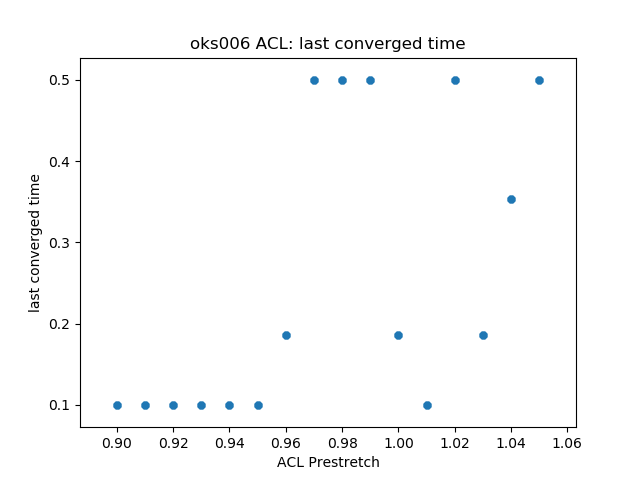 oks006 ACL: last converged time
last converged time
0.5
0.4
0.3
0.2
0.1
0.90 0.92 0.94 0.96 0.98 1.00 1.02 1.04 1.06
ACL Prestretch